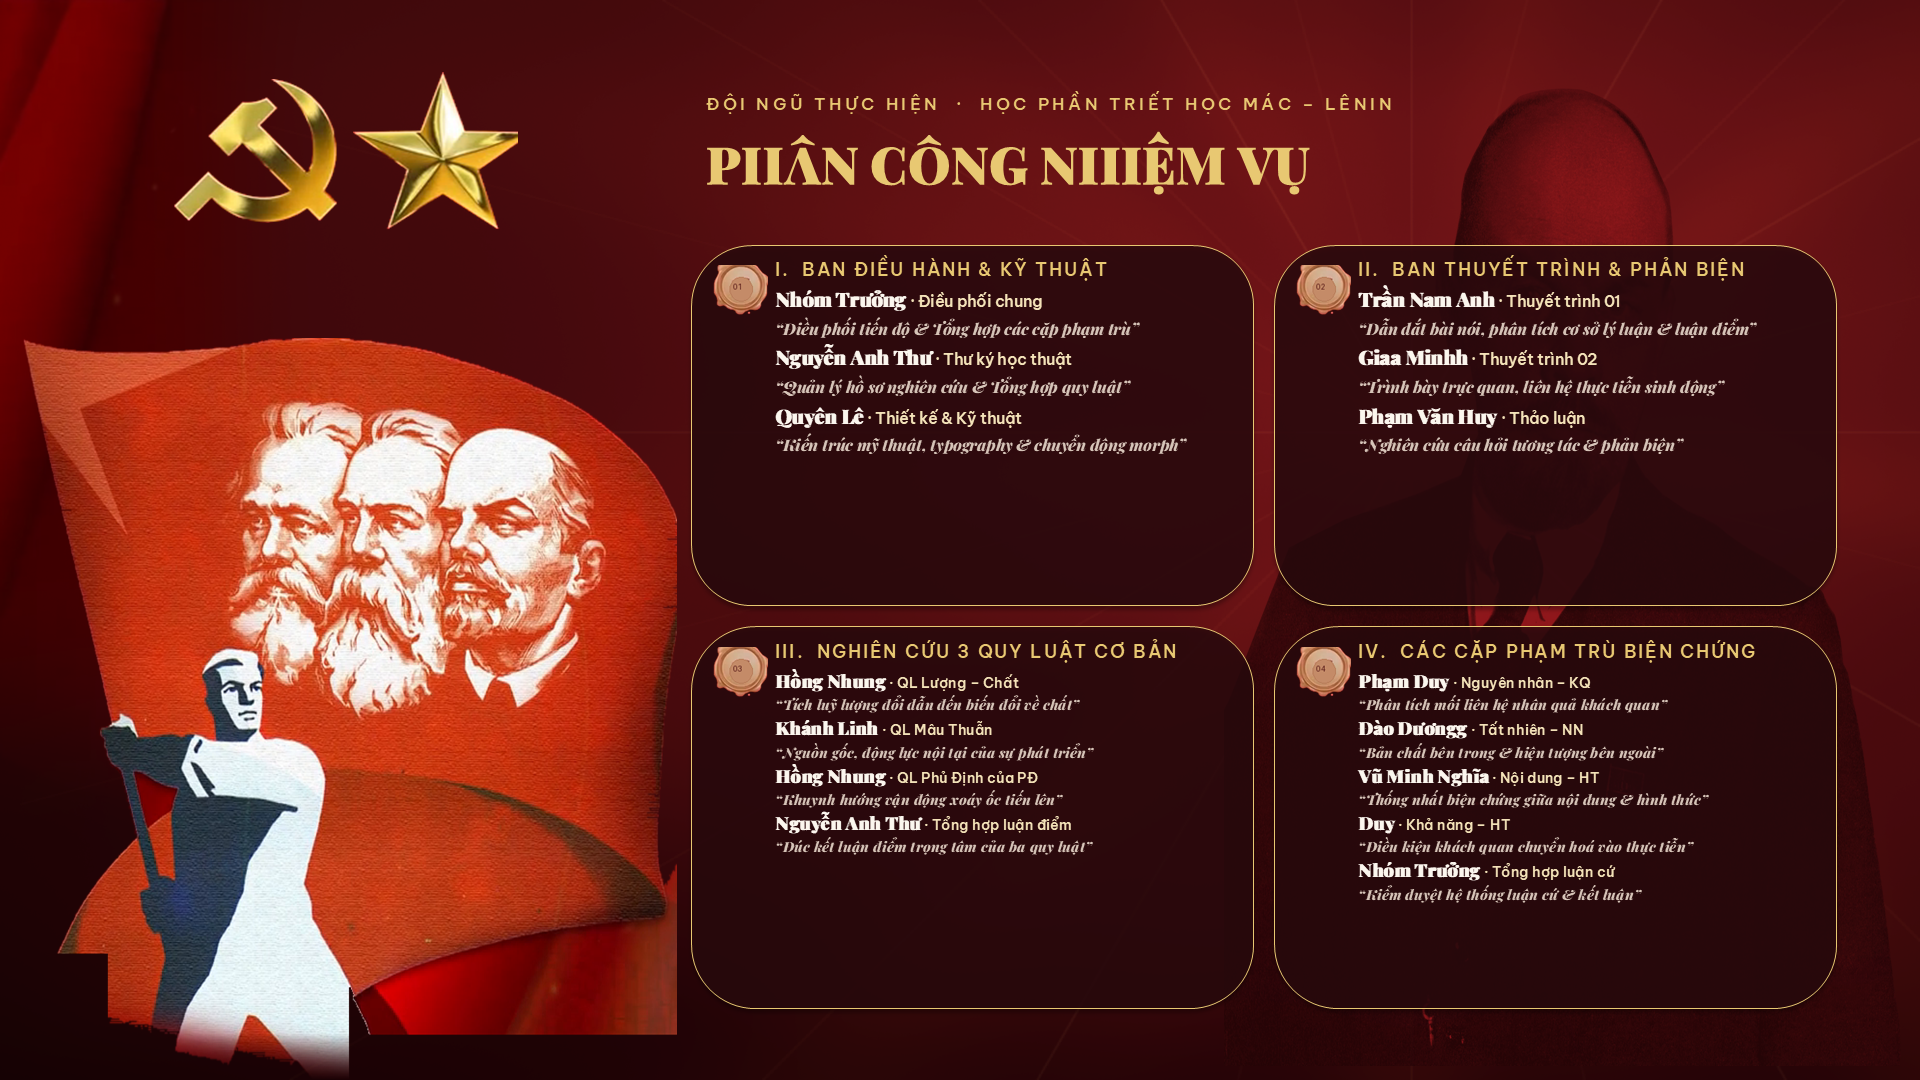 ĐỘI NGŨ THỰC HIỆN · HỌC PHẦN TRIẾT HỌC MÁC – LÊNIN
PHÂN CÔNG NHIỆM VỤ
01
I. BAN ĐIỀU HÀNH & KỸ THUẬT
Nhóm Trưởng · Điều phối chung
“Điều phối tiến độ & Tổng hợp các cặp phạm trù”
Nguyễn Anh Thư · Thư ký học thuật
“Quản lý hồ sơ nghiên cứu & Tổng hợp quy luật”
Quyên Lê · Thiết kế & Kỹ thuật
“Kiến trúc mỹ thuật, typography & chuyển động morph”
02
II. BAN THUYẾT TRÌNH & PHẢN BIỆN
Trần Nam Anh · Thuyết trình 01
“Dẫn dắt bài nói, phân tích cơ sở lý luận & luận điểm”
Giaa Minhh · Thuyết trình 02
“Trình bày trực quan, liên hệ thực tiễn sinh động”
Phạm Văn Huy · Thảo luận
“Nghiên cứu câu hỏi tương tác & phản biện”
03
III. NGHIÊN CỨU 3 QUY LUẬT CƠ BẢN
Hồng Nhung · QL Lượng – Chất
“Tích luỹ lượng đổi dẫn đến biến đổi về chất”
Khánh Linh · QL Mâu Thuẫn
“Nguồn gốc, động lực nội tại của sự phát triển”
Hồng Nhung · QL Phủ Định của PĐ
“Khuynh hướng vận động xoáy ốc tiến lên”
Nguyễn Anh Thư · Tổng hợp luận điểm
“Đúc kết luận điểm trọng tâm của ba quy luật”
04
IV. CÁC CẶP PHẠM TRÙ BIỆN CHỨNG
Phạm Duy · Nguyên nhân – KQ
“Phân tích mối liên hệ nhân quả khách quan”
Đào Dươngg · Tất nhiên – NN
“Bản chất bên trong & hiện tượng bên ngoài”
Vũ Minh Nghĩa · Nội dung – HT
“Thống nhất biện chứng giữa nội dung & hình thức”
Duy · Khả năng – HT
“Điều kiện khách quan chuyển hoá vào thực tiễn”
Nhóm Trưởng · Tổng hợp luận cứ
“Kiểm duyệt hệ thống luận cứ & kết luận”